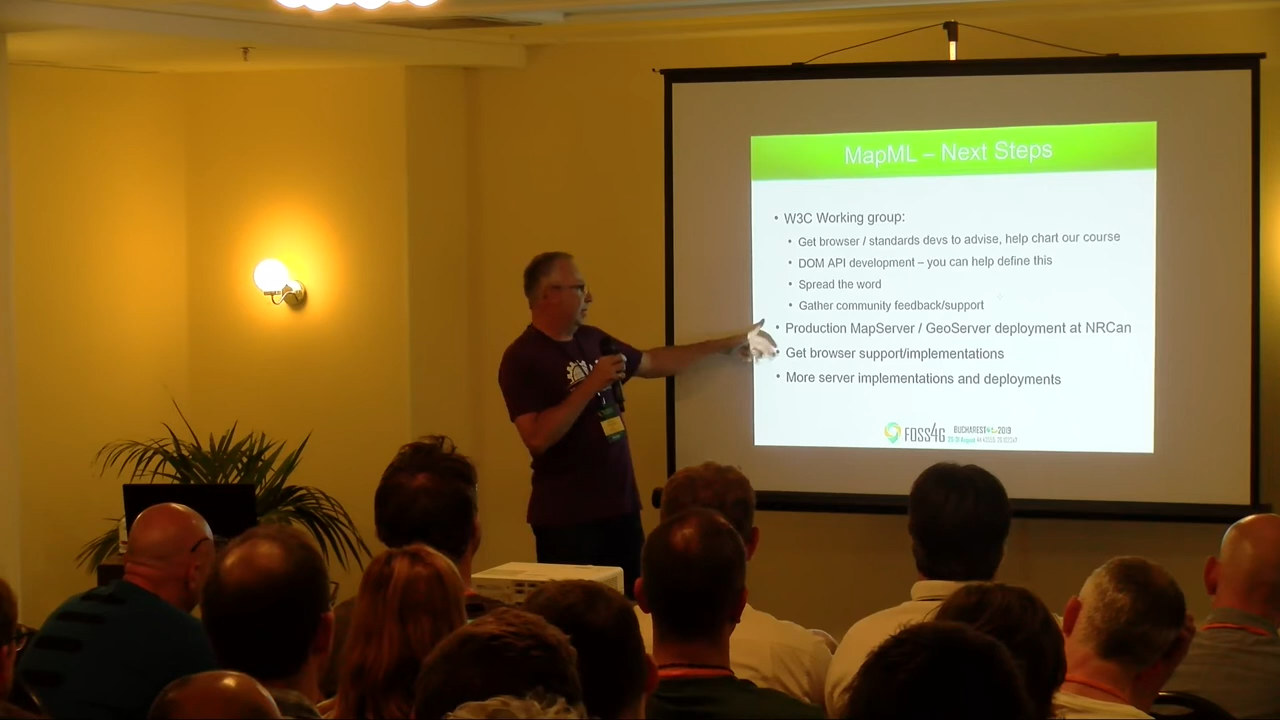 MapML – Next Steps
• W3C Working group:
• Get browser / standards devs to advise, help chart our course
• DOM API development – you can help define this
• Spread the word
• Gather community feedback/support
• Production MapServer / GeoServer deployment at NRCan
• Get browser support/implementations
• More server implementations and deployments
FOSS4G BUCHAREST 2019